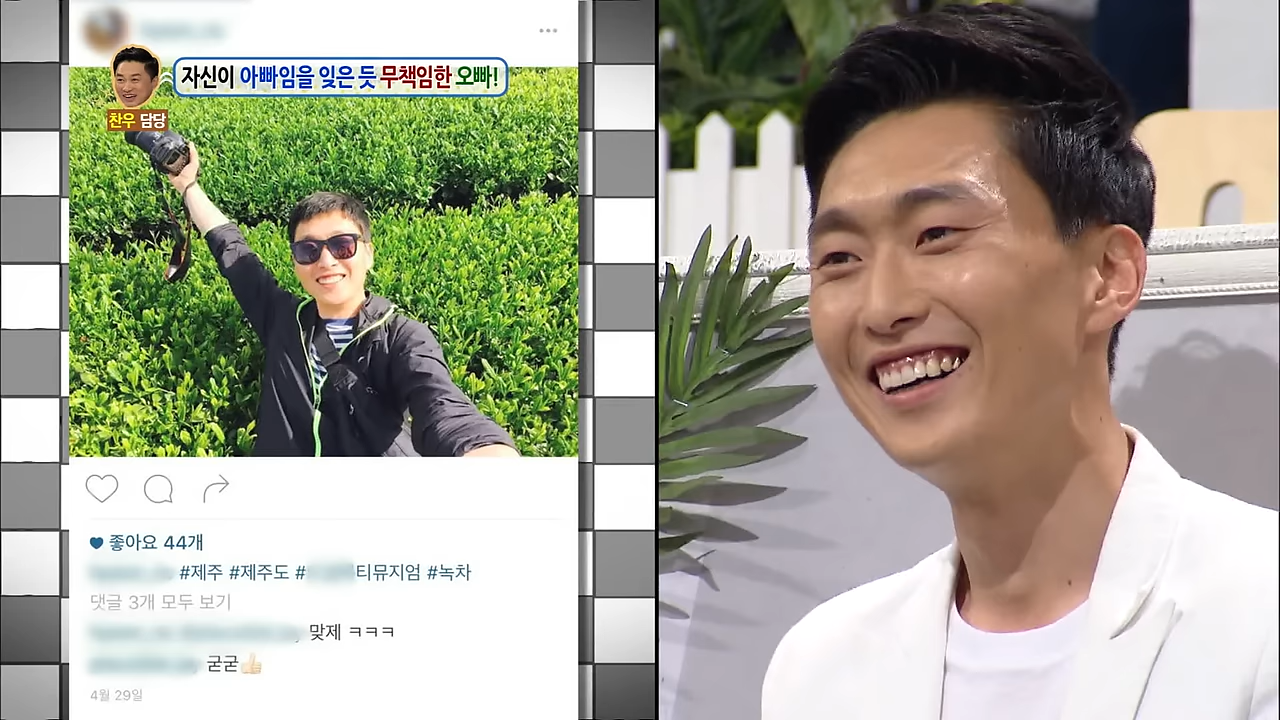 자신이 아빠임을 잊은 듯 무책임한 오빠!
찬우 담당
좋아요 44개
#제주 #제주도 # 티뮤지엄 #녹차
댓글 3개 모두 보기
맞제 ㅋㅋㅋ
굳굳👍🏻
4월 29일